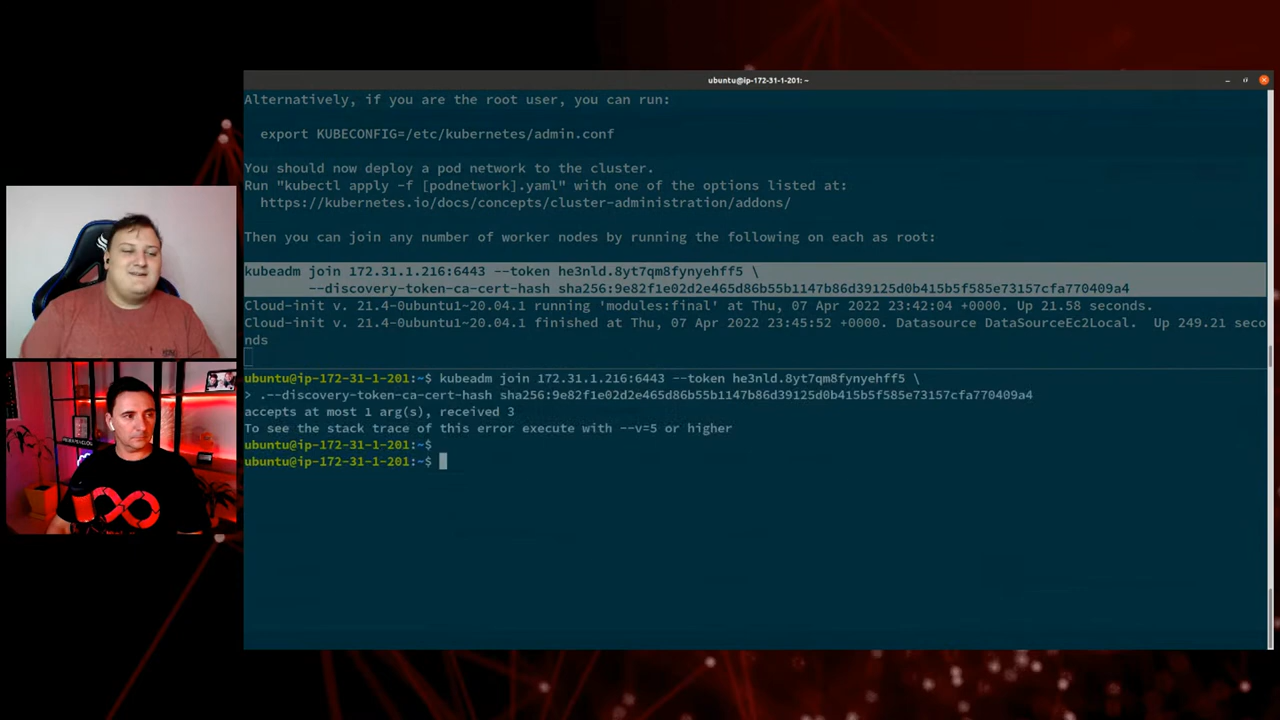 ubuntu@ip-172-31-1-201: ~
Alternatively, if you are the root user, you can run:
export KUBECONFIG=/etc/kubernetes/admin.conf
You should now deploy a pod network to the cluster.
Run "kubectl apply -f [podnetwork].yaml" with one of the options listed at:
https://kubernetes.io/docs/concepts/cluster-administration/addons/
Then you can join any number of worker nodes by running the following on each as root:
kubeadm join 172.31.1.216:6443 --token he3nld.8yt7qm8fynyehff5 \
--discovery-token-ca-cert-hash sha256:9e82f1e02d2e465d86b55b1147b86d39125d0b415b5f585e73157cfa770409a4
Cloud-init v. 21.4-0ubuntu1~20.04.1 running 'modules:final' at Thu, 07 Apr 2022 23:42:04 +0000. Up 21.58 seconds.
Cloud-init v. 21.4-0ubuntu1~20.04.1 finished at Thu, 07 Apr 2022 23:45:52 +0000. Datasource DataSourceEc2Local.  Up 249.21 seco
nds
ubuntu@ip-172-31-1-201:~$ kubeadm join 172.31.1.216:6443 --token he3nld.8yt7qm8fynyehff5 \
> .--discovery-token-ca-cert-hash sha256:9e82f1e02d2e465d86b55b1147b86d39125d0b415b5f585e73157cfa770409a4
accepts at most 1 arg(s), received 3
To see the stack trace of this error execute with --v=5 or higher
ubuntu@ip-172-31-1-201:~$
ubuntu@ip-172-31-1-201:~$